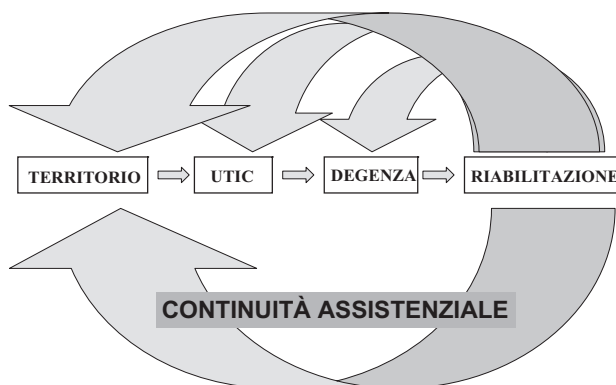 TERRITORIO UTIC DEGENZA RIABILITAZIONE
CONTINUITÀ ASSISTENZIALE